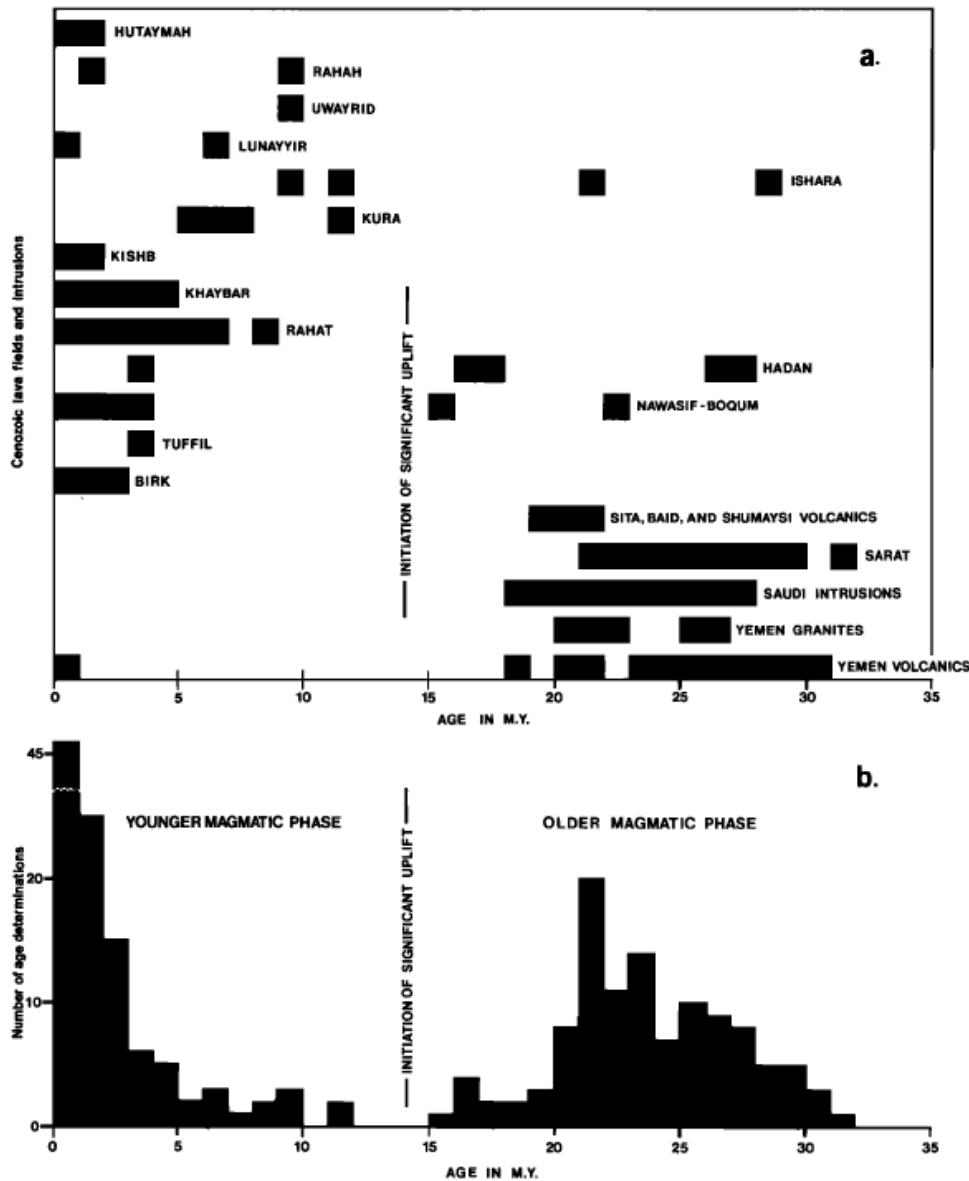 a.
HUTAYMAH
RAHAH
UWAYRID
LUNAYYIR
ISHARA
KURA
KISHB
KHAYBAR
RAHAT
HADAN
NAWASIF-BOQUM
TUFFIL
BIRK
SITA, BAID, AND SHUMAYSI VOLCANICS
SARAT
SAUDI INTRUSIONS
YEMEN GRANITES
YEMEN VOLCANICS
INITIATION OF SIGNIFICANT UPLIFT
Cenozoic lava fields and intrusions
0 5 10 15 20 25 30 35
AGE IN M.Y.
b.
45
20
10
0
Number of age determinations
YOUNGER MAGMATIC PHASE
INITIATION OF SIGNIFICANT UPLIFT
OLDER MAGMATIC PHASE
0 5 10 15 20 25 30 35
AGE IN M.Y.